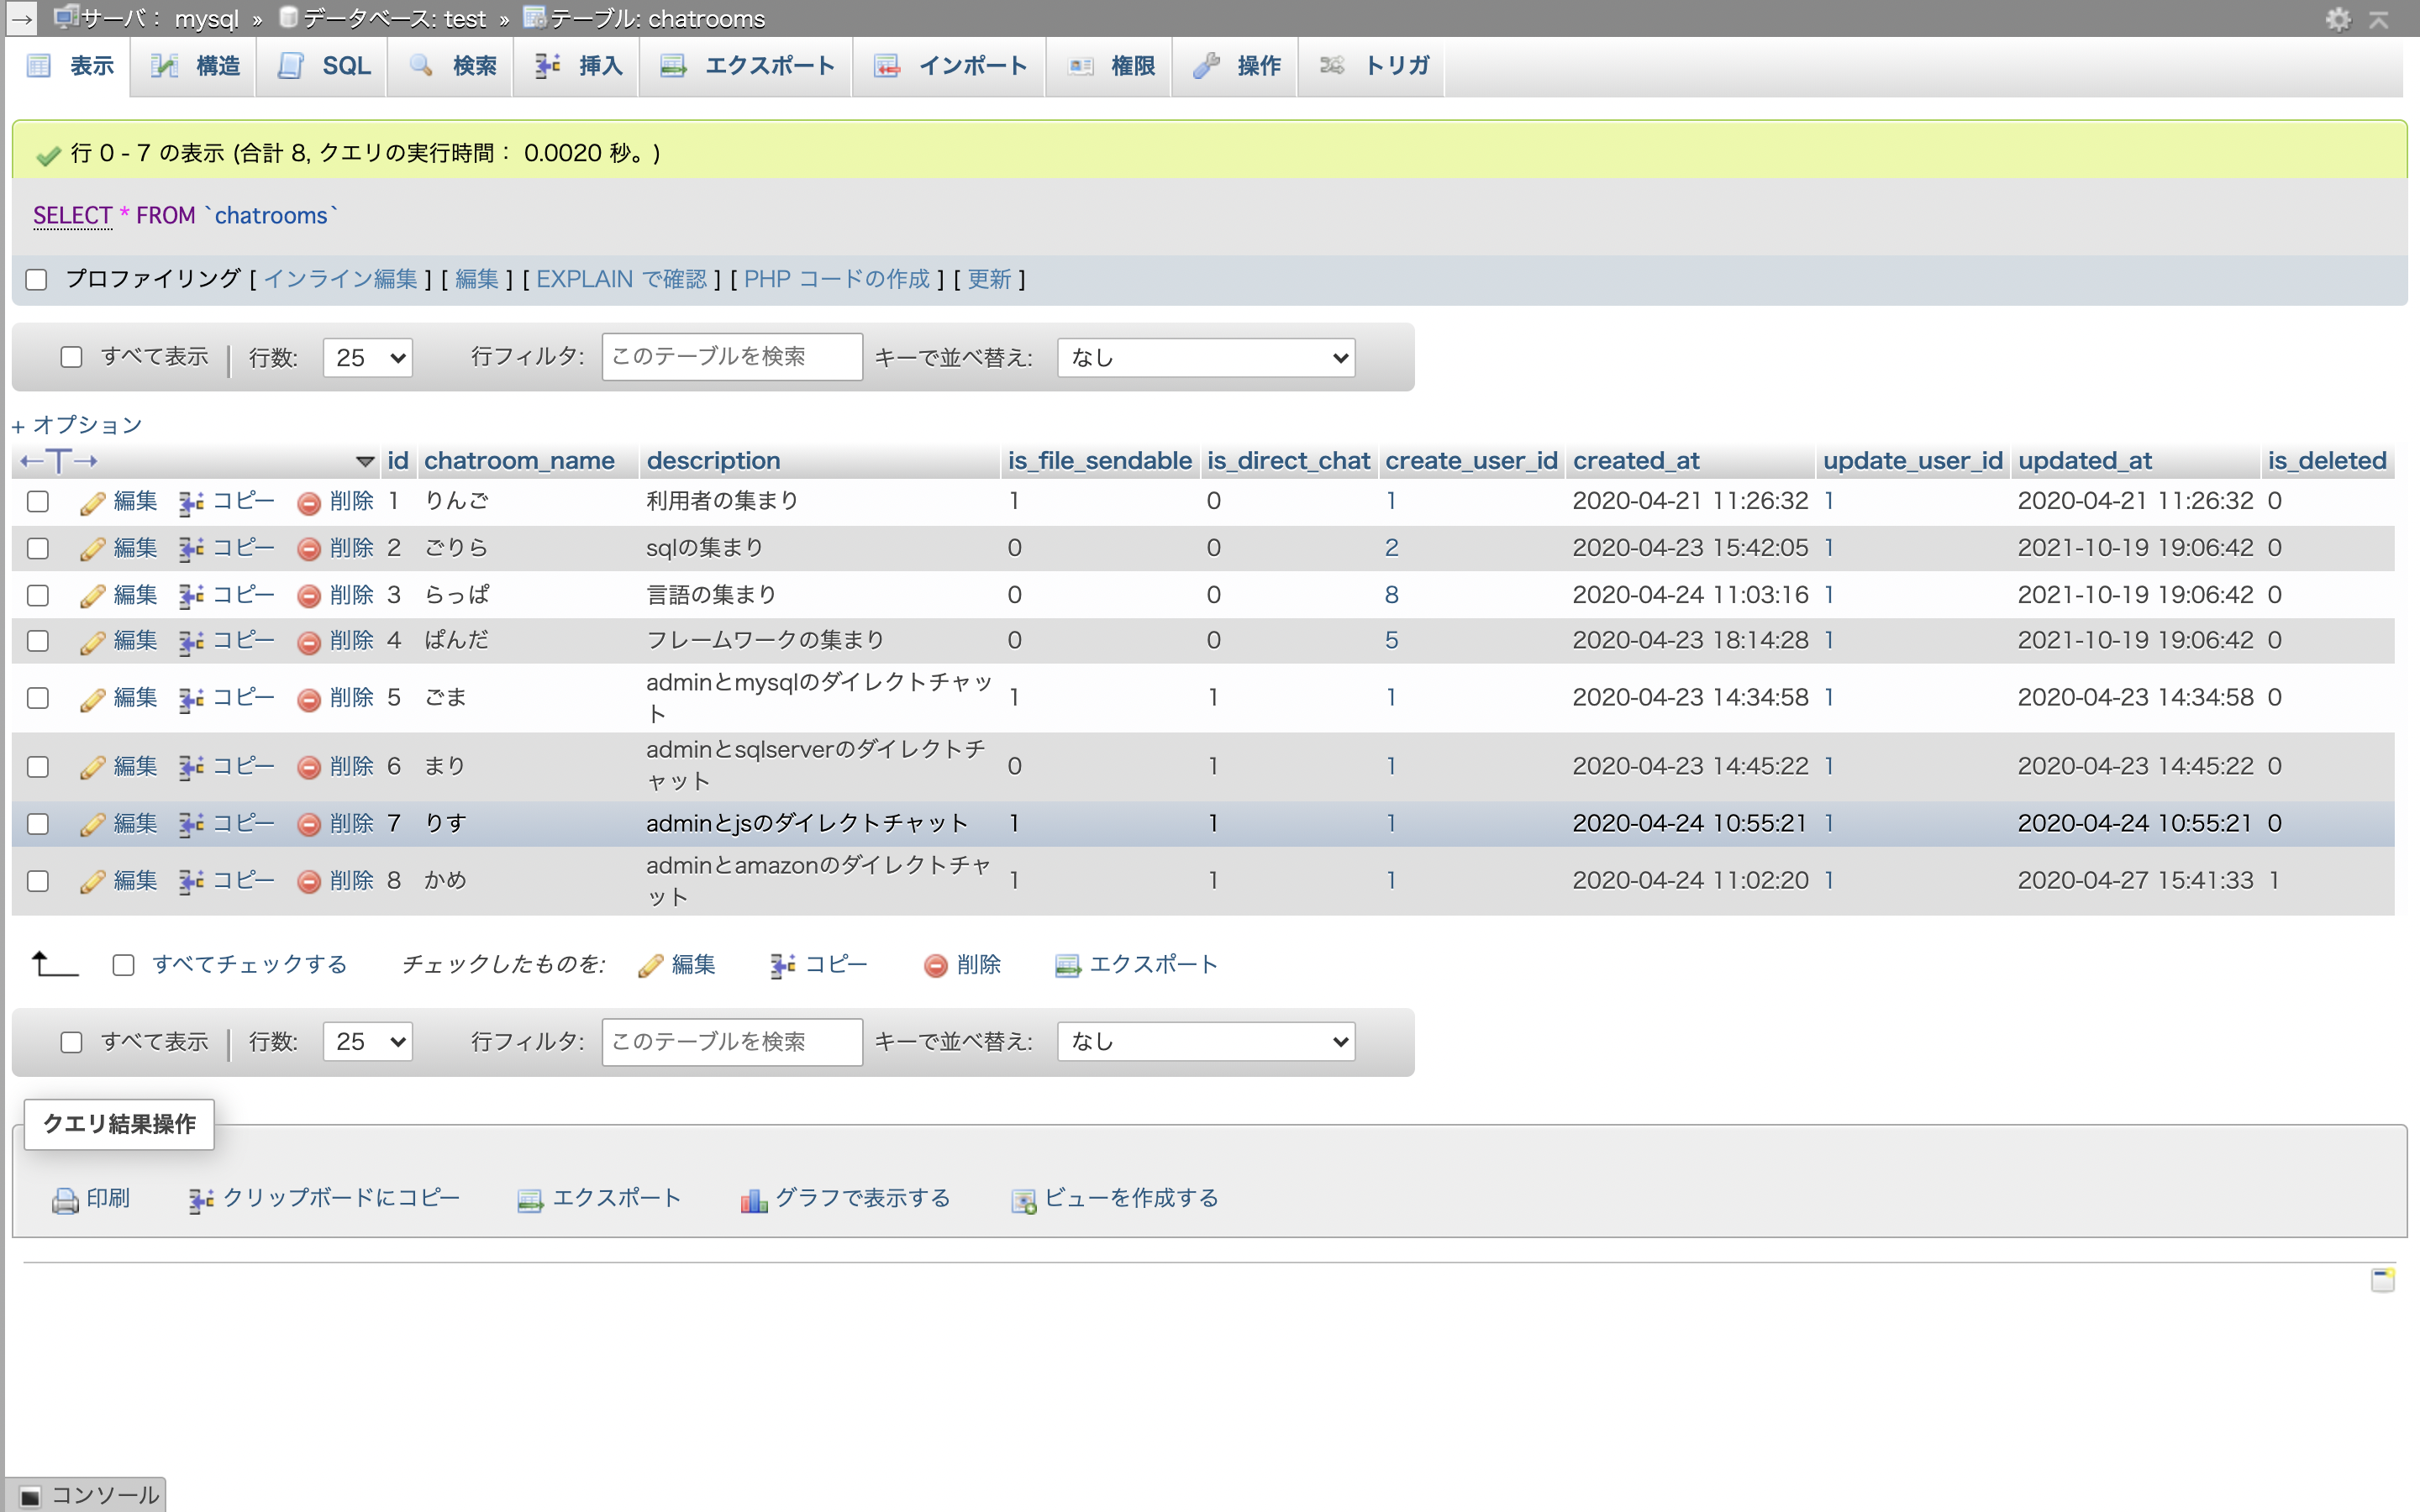 → サーバ: mysql » データベース: test » テーブル: chatrooms
表示 構造 SQL 検索 挿入 エクスポート インポート 権限 操作 トリガ
行 0 - 7 の表示 (合計 8, クエリの実行時間: 0.0020 秒。)
SELECT * FROM `chatrooms`
プロファイリング [ インライン編集 ] [ 編集 ] [ EXPLAIN で確認 ] [ PHP コードの作成 ] [ 更新 ]
すべて表示 | 行数: 25 行フィルタ: このテーブルを検索 キーで並べ替え: なし
+ オプション
←T→ ▼ id chatroom_name description is_file_sendable is_direct_chat create_user_id created_at update_user_id updated_at is_deleted
編集 コピー 削除 1 りんご 利用者の集まり 1 0 1 2020-04-21 11:26:32 1 2020-04-21 11:26:32 0
編集 コピー 削除 2 ごりら sqlの集まり 0 0 2 2020-04-23 15:42:05 1 2021-10-19 19:06:42 0
編集 コピー 削除 3 らっぱ 言語の集まり 0 0 8 2020-04-24 11:03:16 1 2021-10-19 19:06:42 0
編集 コピー 削除 4 ぱんだ フレームワークの集まり 0 0 5 2020-04-23 18:14:28 1 2021-10-19 19:06:42 0
編集 コピー 削除 5 ごま adminとmysqlのダイレクトチャッ
ト 1 1 1 2020-04-23 14:34:58 1 2020-04-23 14:34:58 0
編集 コピー 削除 6 まり adminとsqlserverのダイレクトチ
ャット 0 1 1 2020-04-23 14:45:22 1 2020-04-23 14:45:22 0
編集 コピー 削除 7 りす adminとjsのダイレクトチャット 1 1 1 2020-04-24 10:55:21 1 2020-04-24 10:55:21 0
編集 コピー 削除 8 かめ adminとamazonのダイレクトチャ
ット 1 1 1 2020-04-24 11:02:20 1 2020-04-27 15:41:33 1
すべてチェックする チェックしたものを: 編集 コピー 削除 エクスポート
すべて表示 | 行数: 25 行フィルタ: このテーブルを検索 キーで並べ替え: なし
クエリ結果操作
印刷 クリップボードにコピー エクスポート グラフで表示する ビューを作成する
コンソール